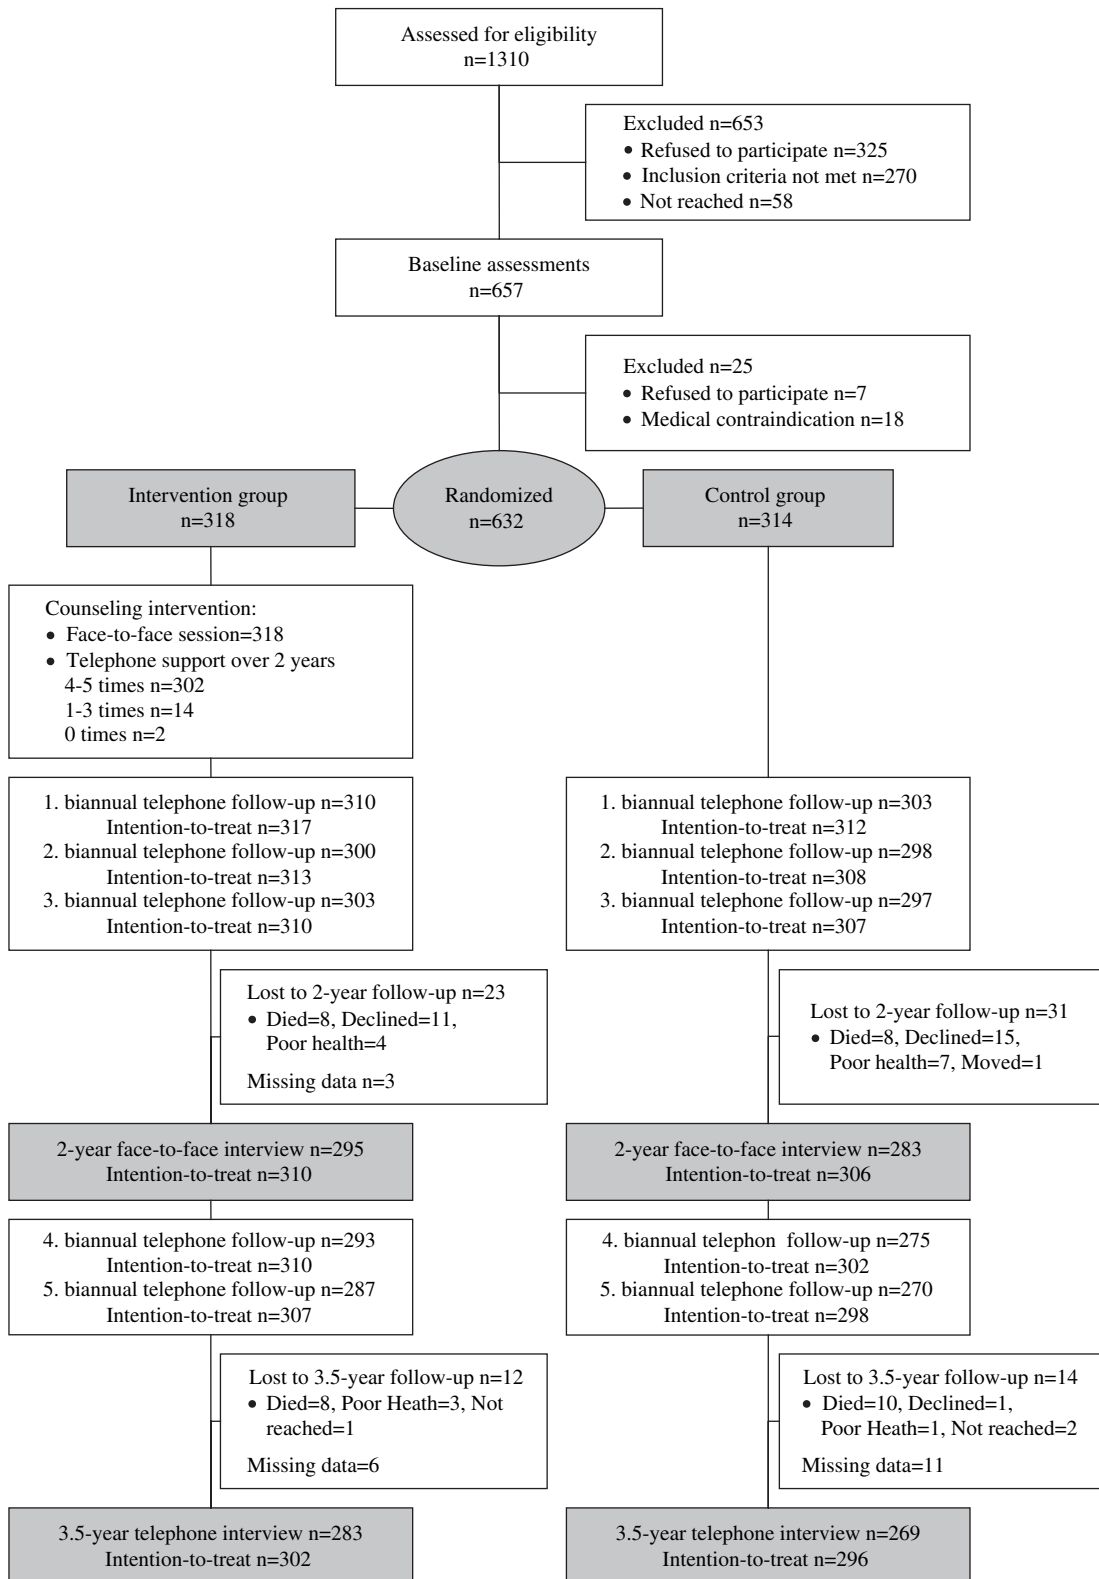 Assessed for eligibility
n=1310
Excluded n=653
• Refused to participate n=325
• Inclusion criteria not met n=270
• Not reached n=58
Baseline assessments
n=657
Excluded n=25
• Refused to participate n=7
• Medical contraindication n=18
Intervention group
n=318
Randomized
n=632
Control group
n=314
Counseling intervention:
• Face-to-face session=318
• Telephone support over 2 years
4-5 times n=302
1-3 times n=14
0 times n=2
1. biannual telephone follow-up n=310
Intention-to-treat n=317
2. biannual telephone follow-up n=300
Intention-to-treat n=313
3. biannual telephone follow-up n=303
Intention-to-treat n=310
1. biannual telephone follow-up n=303
Intention-to-treat n=312
2. biannual telephone follow-up n=298
Intention-to-treat n=308
3. biannual telephone follow-up n=297
Intention-to-treat n=307
Lost to 2-year follow-up n=23
• Died=8, Declined=11,
Poor health=4
Missing data n=3
Lost to 2-year follow-up n=31
• Died=8, Declined=15,
Poor health=7, Moved=1
2-year face-to-face interview n=295
Intention-to-treat n=310
2-year face-to-face interview n=283
Intention-to-treat n=306
4. biannual telephone follow-up n=293
Intention-to-treat n=310
5. biannual telephone follow-up n=287
Intention-to-treat n=307
4. biannual telephon follow-up n=275
Intention-to-treat n=302
5. biannual telephone follow-up n=270
Intention-to-treat n=298
Lost to 3.5-year follow-up n=12
• Died=8, Poor Heath=3, Not
reached=1
Missing data=6
Lost to 3.5-year follow-up n=14
• Died=10, Declined=1,
Poor Heath=1, Not reached=2
Missing data=11
3.5-year telephone interview n=283
Intention-to-treat n=302
3.5-year telephone interview n=269
Intention-to-treat n=296